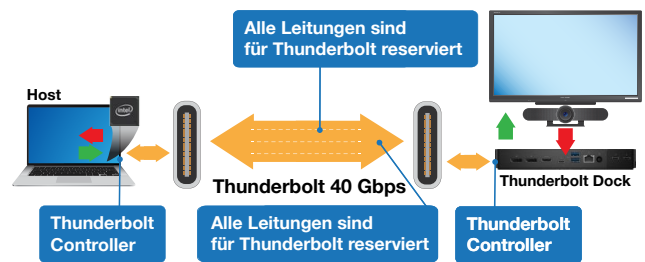 Alle Leitungen sind
für Thunderbolt reserviert
Host
intel
Thunderbolt 40 Gbps
Thunderbolt Dock
Thunderbolt
Controller
Alle Leitungen sind
für Thunderbolt reserviert
Thunderbolt
Controller